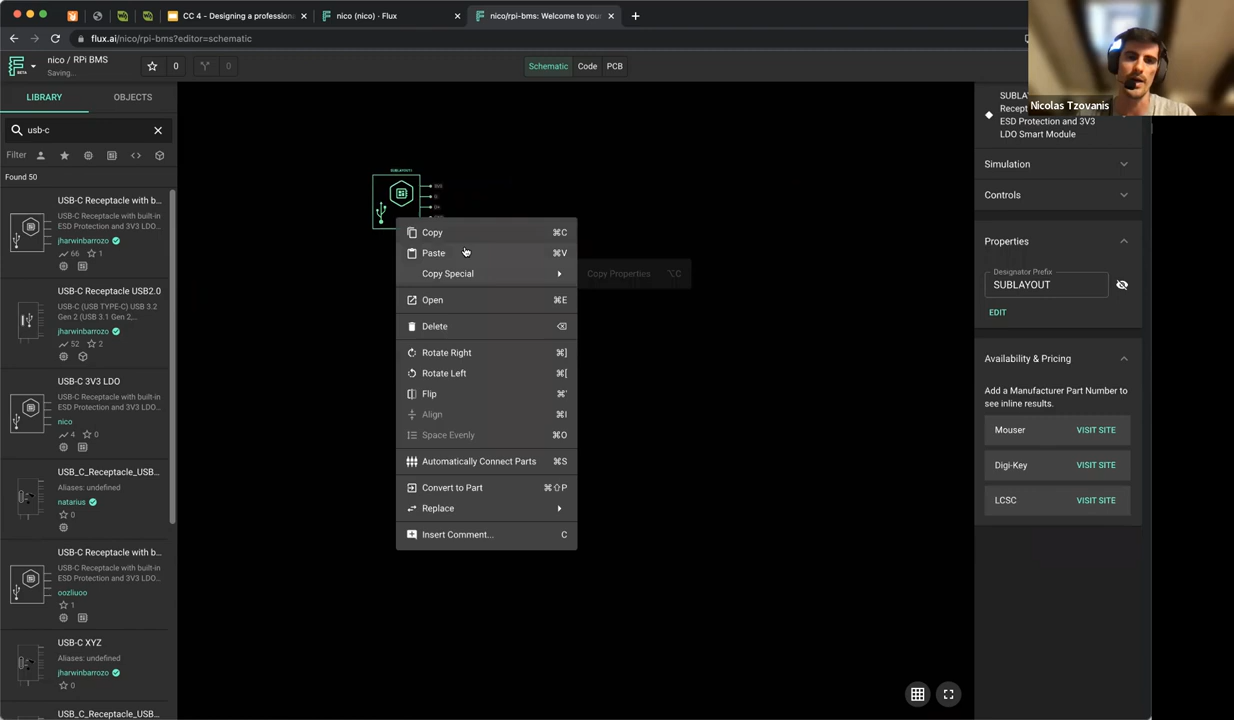 CC 4 - Designing a professiona
nico (nico) - Flux
nico/rpi-bms: Welcome to you
flux.ai/nico/rpi-bms?editor=schematic
BETA
nico / RPi BMS
Saving...
0
0
Schematic
Code
PCB
Nicolas Tzovanis
LIBRARY
OBJECTS
usb-c
Filter
Found 50
USB-C Receptacle with b...
USB-C Receptacle with built-in
ESD Protection and 3V3 LDO...
jharwinbarrozo
66
1
USB-C Receptacle USB2.0
USB-C (USB TYPE-C) USB 3.2
Gen 2 (USB 3.1 Gen 2,...
jharwinbarrozo
52
2
USB-C 3V3 LDO
USB-C Receptacle with built-in
ESD Protection and 3V3 LDO...
nico
4
0
USB_C_Receptacle_USB...
Aliases: undefined
natarius
0
USB-C Receptacle with b...
USB-C Receptacle with built-in
ESD Protection and 3V3 LDO...
oozliuoo
1
USB-C XYZ
Aliases: undefined
jharwinbarrozo
0
USB_C_Receptacle_USB...
SUBLAYOUT1
Copy
⌘C
Paste
⌘V
Copy Special
Copy Properties
⌥C
Open
⌘E
Delete
Rotate Right
⌘]
Rotate Left
⌘[
Flip
⌘'
Align
⌘I
Space Evenly
⌘O
Automatically Connect Parts
⌘S
Convert to Part
⌘⇧P
Replace
Insert Comment...
C
Recept
ESD Protection and 3V3
LDO Smart Module
Simulation
Controls
Properties
Designator Prefix
SUBLAYOUT
EDIT
Availability & Pricing
Add a Manufacturer Part Number to
see inline results.
Mouser
VISIT SITE
Digi-Key
VISIT SITE
LCSC
VISIT SITE